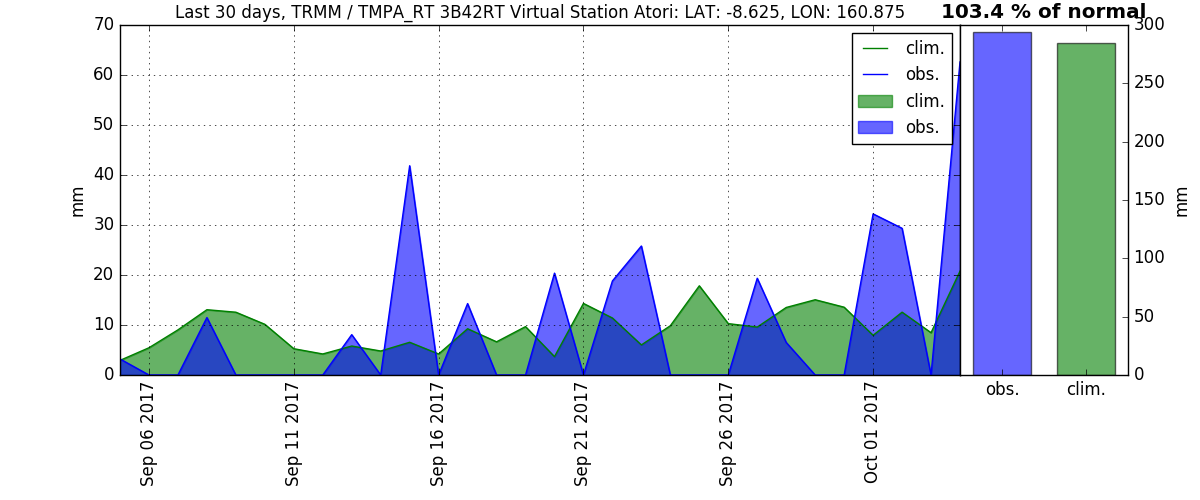 Last 30 days, TRMM / TMPA_RT 3B42RT Virtual Station Atori: LAT: -8.625, LON: 160.875
103.4 % of normal
70
60
50
40
30
20
10
0
mm
clim.
obs.
clim.
obs.
300
250
200
150
100
50
0
mm
Sep 06 2017
Sep 11 2017
Sep 16 2017
Sep 21 2017
Sep 26 2017
Oct 01 2017
obs.
clim.